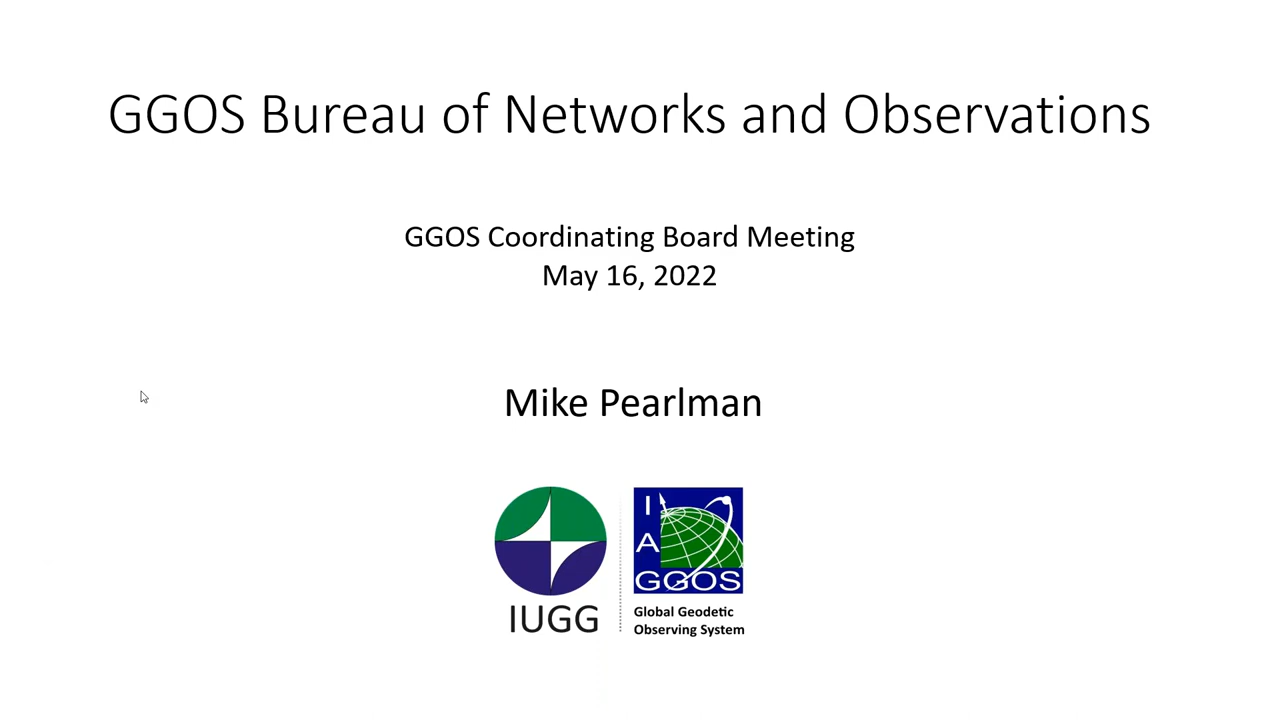 GGOS Bureau of Networks and Observations
GGOS Coordinating Board Meeting
May 16, 2022
Mike Pearlman
I
A
GGOS
IUGG
Global Geodetic
Observing System